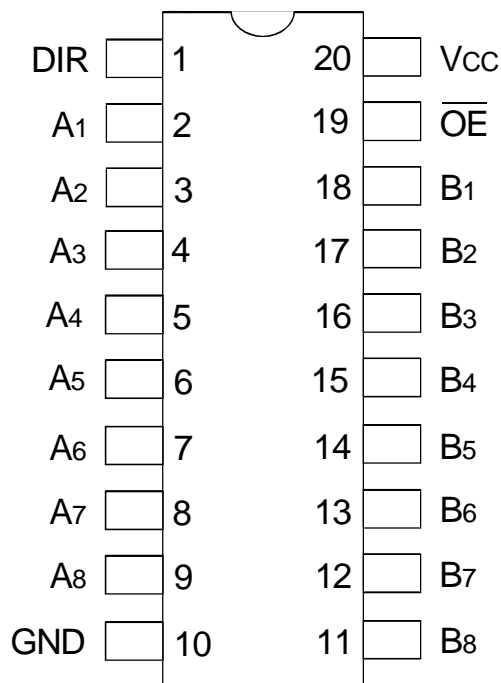 DIR 1 20 VCC
A1 2 19 OE
A2 3 18 B1
A3 4 17 B2
A4 5 16 B3
A5 6 15 B4
A6 7 14 B5
A7 8 13 B6
A8 9 12 B7
GND 10 11 B8